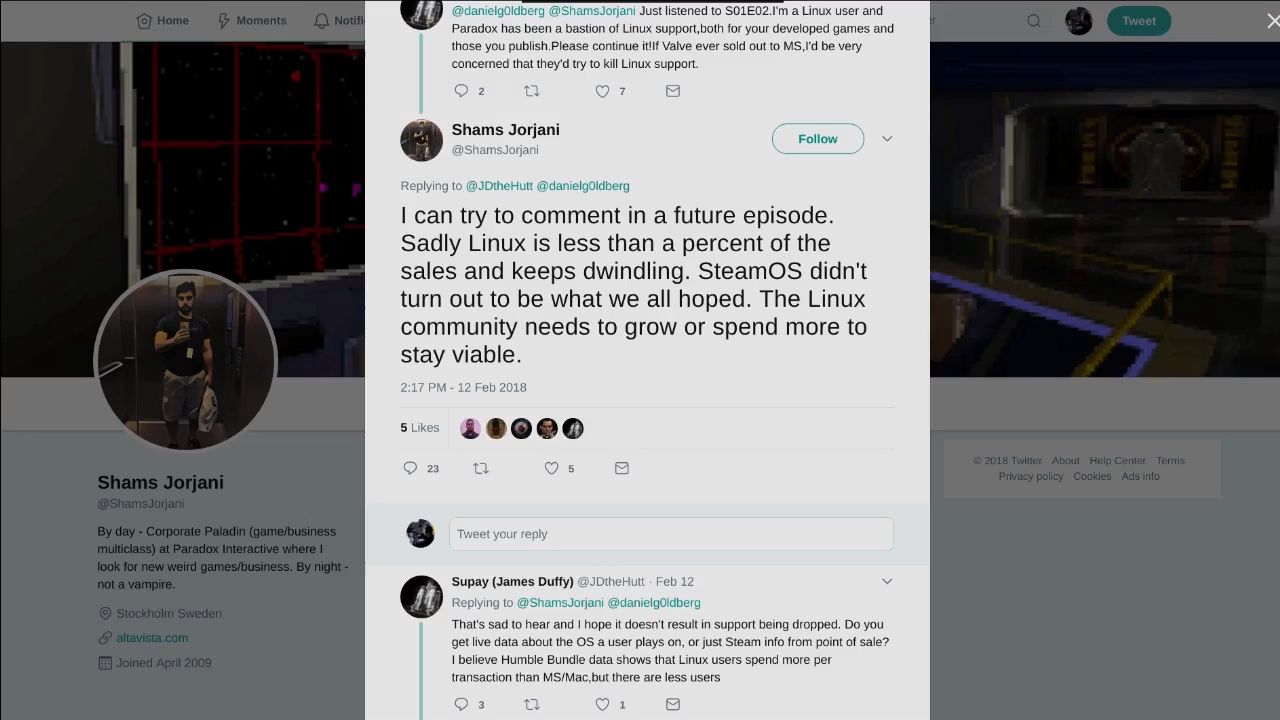 Home
Moments
Notifi
Tweet
@danielg0ldberg @ShamsJorjani Just listened to S01E02.I'm a Linux user and
Paradox has been a bastion of Linux support,both for your developed games and
those you publish.Please continue it!If Valve ever sold out to MS,I'd be very
concerned that they'd try to kill Linux support.
2
7
Shams Jorjani
@ShamsJorjani
Follow
Replying to @JDtheHutt @danielg0ldberg
I can try to comment in a future episode.
Sadly Linux is less than a percent of the
sales and keeps dwindling. SteamOS didn't
turn out to be what we all hoped. The Linux
community needs to grow or spend more to
stay viable.
2:17 PM - 12 Feb 2018
5 Likes
23
5
Tweet your reply
Supay (James Duffy) @JDtheHutt · Feb 12
Replying to @ShamsJorjani @danielg0ldberg
That's sad to hear and I hope it doesn't result in support being dropped. Do you
get live data about the OS a user plays on, or just Steam info from point of sale?
I believe Humble Bundle data shows that Linux users spend more per
transaction than MS/Mac,but there are less users
3
1
Shams Jorjani
@ShamsJorjani
By day - Corporate Paladin (game/business
multiclass) at Paradox Interactive where I
look for new weird games/business. By night -
not a vampire.
Stockholm Sweden
altavista.com
Joined April 2009
© 2018 Twitter About Help Center Terms
Privacy policy Cookies Ads info